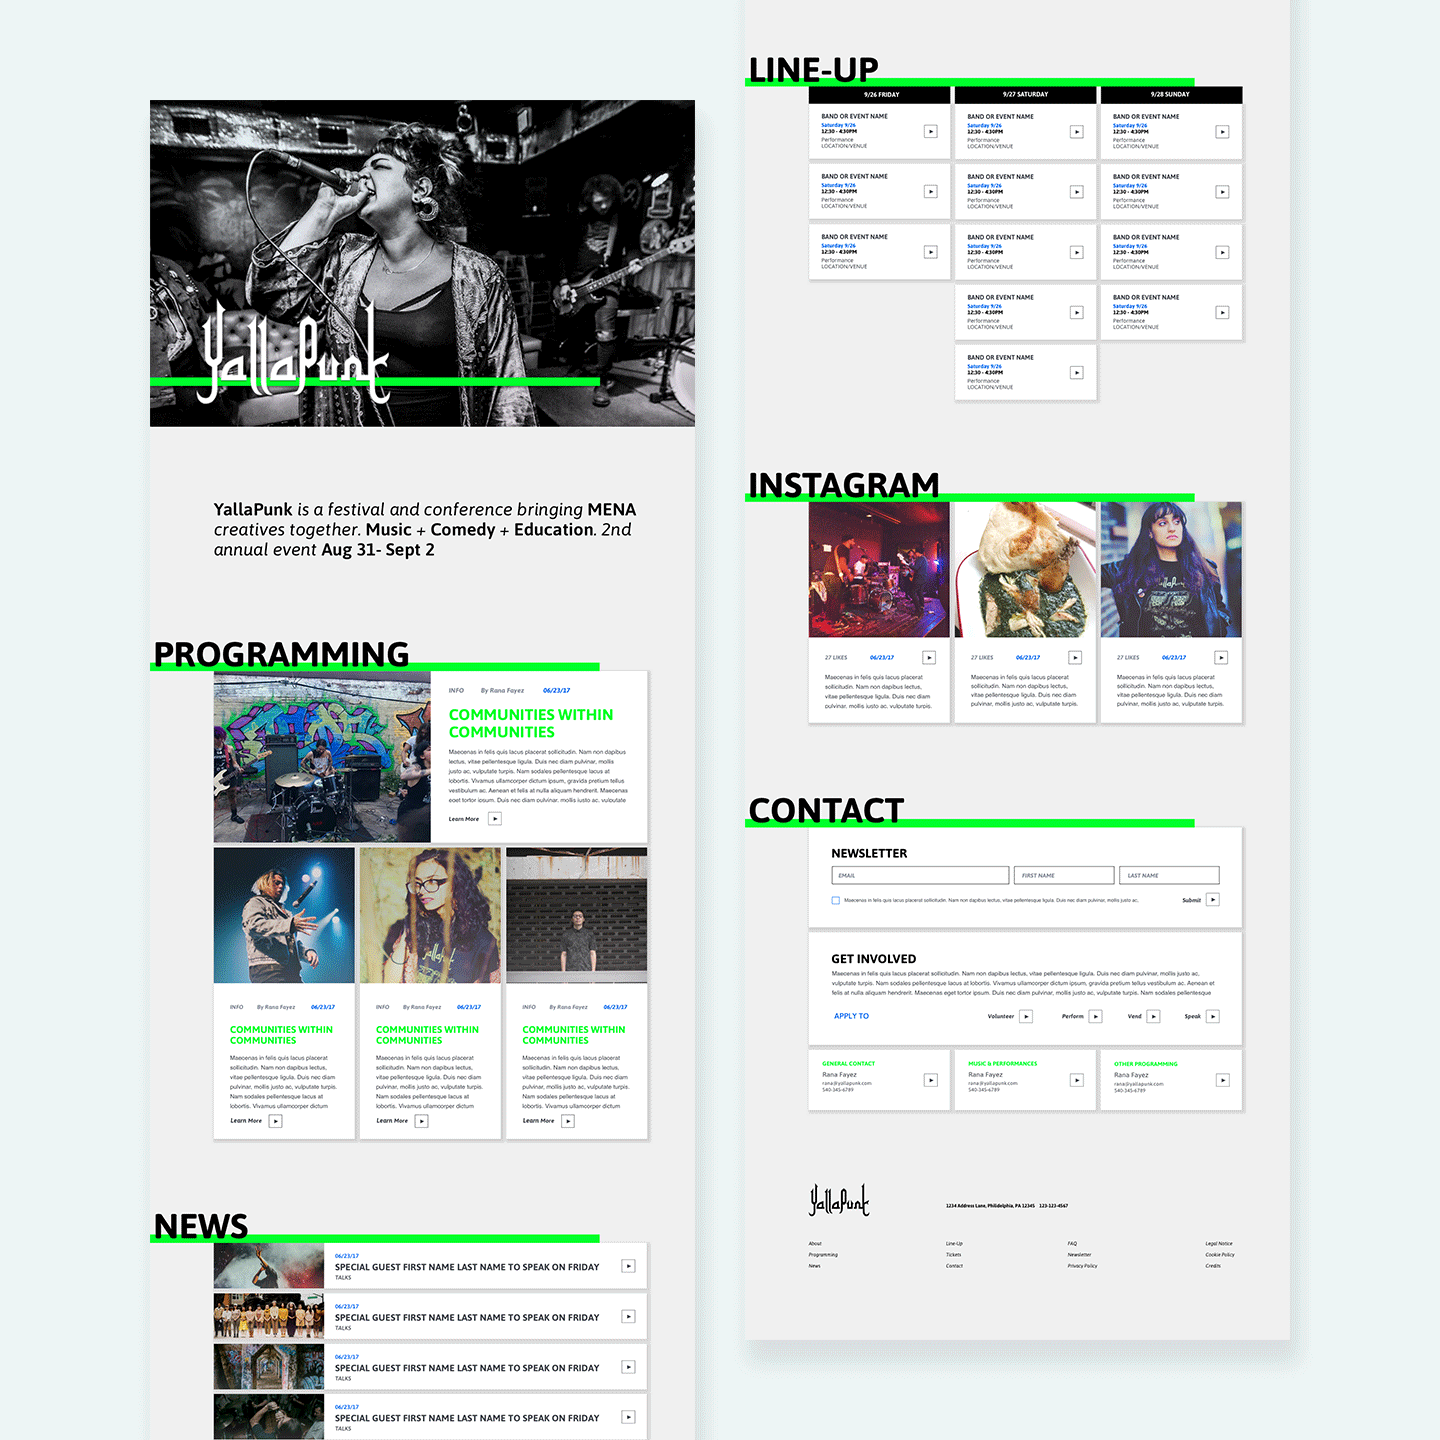 YallaPunk
YallaPunk is a festival and conference bringing MENA
creatives together. Music + Comedy + Education. 2nd
annual event Aug 31- Sept 2
PROGRAMMING
INFO By Rana Fayez 06/23/17
COMMUNITIES WITHIN
COMMUNITIES
Maecenas in felis quis lacus placerat sollicitudin. Nam non dapibus
lectus, vitae pellentesque ligula. Duis nec diam pulvinar, mollis
justo ac, vulputate turpis. Nam sodales pellentesque lacus at
lobortis. Vivamus ullamcorper dictum ipsum, gravida pretium tellus
vestibulum ac. Aenean et felis at nulla aliquam hendrerit. Maecenas
eget tortor ipsum. Duis nec diam pulvinar, mollis justo ac, vulputate
Learn More
INFO By Rana Fayez 06/23/17
COMMUNITIES WITHIN
COMMUNITIES
Maecenas in felis quis lacus placerat
sollicitudin. Nam non dapibus lectus,
vitae pellentesque ligula. Duis nec diam
pulvinar, mollis justo ac, vulputate turpis.
Nam sodales pellentesque lacus at
lobortis. Vivamus ullamcorper dictum
Learn More
INFO By Rana Fayez 06/23/17
COMMUNITIES WITHIN
COMMUNITIES
Maecenas in felis quis lacus placerat
sollicitudin. Nam non dapibus lectus,
vitae pellentesque ligula. Duis nec diam
pulvinar, mollis justo ac, vulputate turpis.
Nam sodales pellentesque lacus at
lobortis. Vivamus ullamcorper dictum
Learn More
INFO By Rana Fayez 06/23/17
COMMUNITIES WITHIN
COMMUNITIES
Maecenas in felis quis lacus placerat
sollicitudin. Nam non dapibus lectus,
vitae pellentesque ligula. Duis nec diam
pulvinar, mollis justo ac, vulputate turpis.
Nam sodales pellentesque lacus at
lobortis. Vivamus ullamcorper dictum
Learn More
NEWS
06/23/17
SPECIAL GUEST FIRST NAME LAST NAME TO SPEAK ON FRIDAY
TALKS
06/23/17
SPECIAL GUEST FIRST NAME LAST NAME TO SPEAK ON FRIDAY
TALKS
06/23/17
SPECIAL GUEST FIRST NAME LAST NAME TO SPEAK ON FRIDAY
TALKS
06/23/17
SPECIAL GUEST FIRST NAME LAST NAME TO SPEAK ON FRIDAY
TALKS
LINE-UP
9/26 FRIDAY
BAND OR EVENT NAME
Saturday 9/26
12:30 - 4:30PM
Performance
LOCATION/VENUE
BAND OR EVENT NAME
Saturday 9/26
12:30 - 4:30PM
Performance
LOCATION/VENUE
BAND OR EVENT NAME
Saturday 9/26
12:30 - 4:30PM
Performance
LOCATION/VENUE
9/27 SATURDAY
BAND OR EVENT NAME
Saturday 9/26
12:30 - 4:30PM
Performance
LOCATION/VENUE
BAND OR EVENT NAME
Saturday 9/26
12:30 - 4:30PM
Performance
LOCATION/VENUE
BAND OR EVENT NAME
Saturday 9/26
12:30 - 4:30PM
Performance
LOCATION/VENUE
BAND OR EVENT NAME
Saturday 9/26
12:30 - 4:30PM
Performance
LOCATION/VENUE
BAND OR EVENT NAME
Saturday 9/26
12:30 - 4:30PM
Performance
LOCATION/VENUE
9/28 SUNDAY
BAND OR EVENT NAME
Saturday 9/26
12:30 - 4:30PM
Performance
LOCATION/VENUE
BAND OR EVENT NAME
Saturday 9/26
12:30 - 4:30PM
Performance
LOCATION/VENUE
BAND OR EVENT NAME
Saturday 9/26
12:30 - 4:30PM
Performance
LOCATION/VENUE
BAND OR EVENT NAME
Saturday 9/26
12:30 - 4:30PM
Performance
LOCATION/VENUE
INSTAGRAM
27 LIKES 06/23/17
Maecenas in felis quis lacus placerat
sollicitudin. Nam non dapibus lectus,
vitae pellentesque ligula. Duis nec diam
pulvinar, mollis justo ac, vulputate turpis.
27 LIKES 06/23/17
Maecenas in felis quis lacus placerat
sollicitudin. Nam non dapibus lectus,
vitae pellentesque ligula. Duis nec diam
pulvinar, mollis justo ac, vulputate turpis.
27 LIKES 06/23/17
Maecenas in felis quis lacus placerat
sollicitudin. Nam non dapibus lectus,
vitae pellentesque ligula. Duis nec diam
pulvinar, mollis justo ac, vulputate turpis.
CONTACT
NEWSLETTER
EMAIL FIRST NAME LAST NAME
Maecenas in felis quis lacus placerat sollicitudin. Nam non dapibus lectus, vitae pellentesque ligula. Duis nec diam pulvinar, mollis justo ac. Submit
GET INVOLVED
Maecenas in felis quis lacus placerat sollicitudin. Nam non dapibus lectus, vitae pellentesque ligula. Duis nec diam pulvinar, mollis justo ac,
vulputate turpis. Nam sodales pellentesque lacus at lobortis. Vivamus ullamcorper dictum ipsum, gravida pretium tellus vestibulum ac. Aenean et
felis at nulla aliquam hendrerit. Maecenas eget tortor ipsum. Duis nec diam pulvinar, mollis justo ac, vulputate turpis. Nam sodales pellentesque
APPLY TO Volunteer Perform Vend Speak
GENERAL CONTACT
Rana Fayez
rana@yallapunk.com
540-345-6789
MUSIC & PERFORMANCES
Rana Fayez
rana@yallapunk.com
540-345-6789
OTHER PROGRAMMING
Rana Fayez
rana@yallapunk.com
540-345-6789
YallaPunk
1234 Address Lane, Philidelphia, PA 12345 123-123-4567
About Line-Up FAQ Legal Notice
Programming Tickets Newsletter Cookie Policy
News Contact Privacy Policy Credits